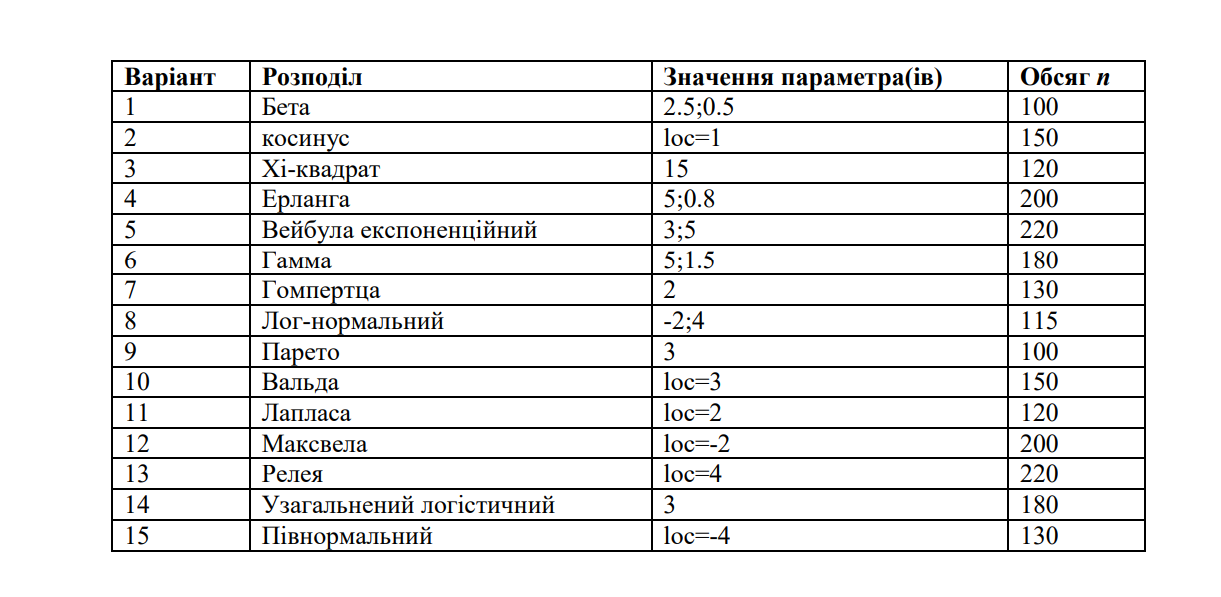 Варіант Розподіл Значення параметра(ів) Обсяг n
1 Бета 2.5;0.5 100
2 косинус loc=1 150
3 Хі-квадрат 15 120
4 Ерланга 5;0.8 200
5 Вейбула експоненційний 3;5 220
6 Гамма 5;1.5 180
7 Гомпертца 2 130
8 Лог-нормальний -2;4 115
9 Парето 3 100
10 Вальда loc=3 150
11 Лапласа loc=2 120
12 Максвела loc=-2 200
13 Релея loc=4 220
14 Узагальнений логістичний 3 180
15 Півнормальний loc=-4 130